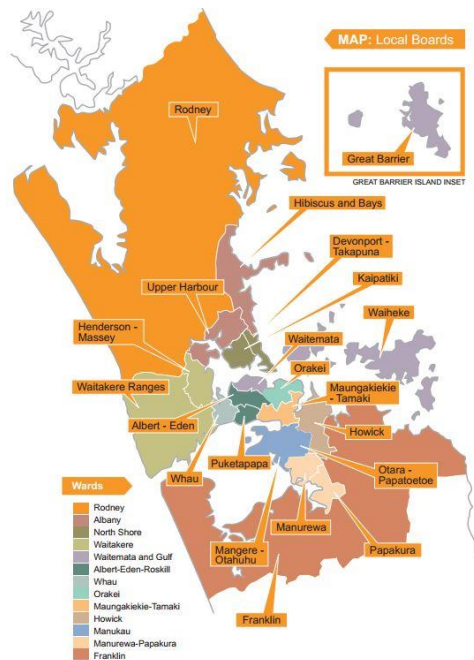 MAP: Local Boards
Rodney
Great Barrier
GREAT BARRIER ISLAND INSET
Hibiscus and Bays
Devonport -
Takapuna
Upper Harbour
Kaipatiki
Henderson -
Massey
Waiheke
Waitemata
Orakei
Waitakere Ranges
Maungakiekie
- Tamaki
Albert - Eden
Howick
Whau
Puketapapa
Otara -
Papatoetoe
Manurewa
Mangere -
Otahuhu
Papakura
Franklin
Wards
Rodney
Albany
North Shore
Waitakere
Waitemata and Gulf
Albert-Eden-Roskill
Whau
Orakei
Maungakiekie-Tamaki
Howick
Manukau
Manurewa-Papakura
Franklin